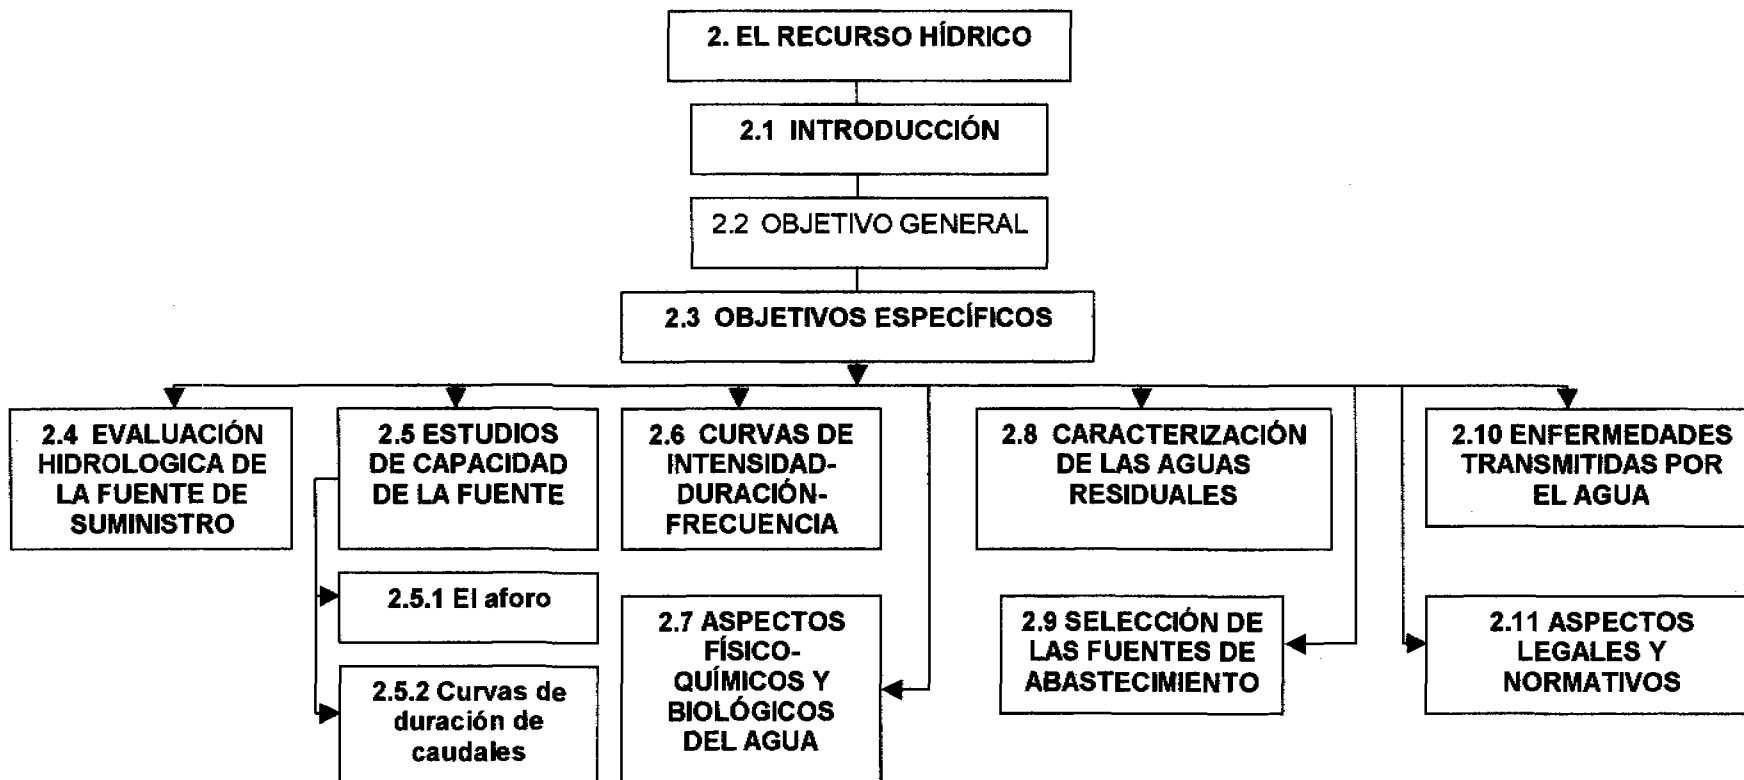 2. EL RECURSO HÍDRICO
2.1 INTRODUCCIÓN
2.2 OBJETIVO GENERAL
2.3 OBJETIVOS ESPECÍFICOS
2.4 EVALUACIÓN
HIDROLOGICA DE
LA FUENTE DE
SUMINISTRO
2.5 ESTUDIOS
DE CAPACIDAD
DE LA FUENTE
2.5.1 El aforo
2.5.2 Curvas de
duración de
caudales
2.6 CURVAS DE
INTENSIDAD-
DURACIÓN-
FRECUENCIA
2.7 ASPECTOS
FÍSICO-
QUÍMICOS Y
BIOLÓGICOS
DEL AGUA
2.8 CARACTERIZACIÓN
DE LAS AGUAS
RESIDUALES
2.9 SELECCIÓN DE
LAS FUENTES DE
ABASTECIMIENTO
2.10 ENFERMEDADES
TRANSMITIDAS POR
EL AGUA
2.11 ASPECTOS
LEGALES Y
NORMATIVOS